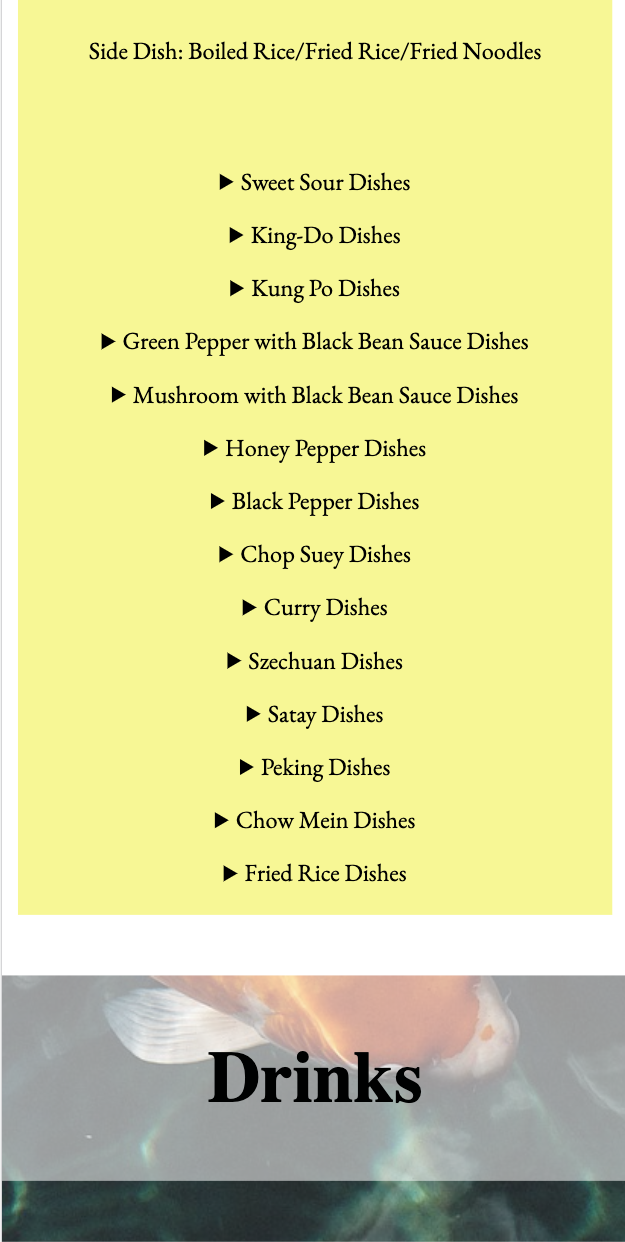 Side Dish: Boiled Rice/Fried Rice/Fried Noodles
▶ Sweet Sour Dishes
▶ King-Do Dishes
▶ Kung Po Dishes
▶ Green Pepper with Black Bean Sauce Dishes
▶ Mushroom with Black Bean Sauce Dishes
▶ Honey Pepper Dishes
▶ Black Pepper Dishes
▶ Chop Suey Dishes
▶ Curry Dishes
▶ Szechuan Dishes
▶ Satay Dishes
▶ Peking Dishes
▶ Chow Mein Dishes
▶ Fried Rice Dishes
Drinks